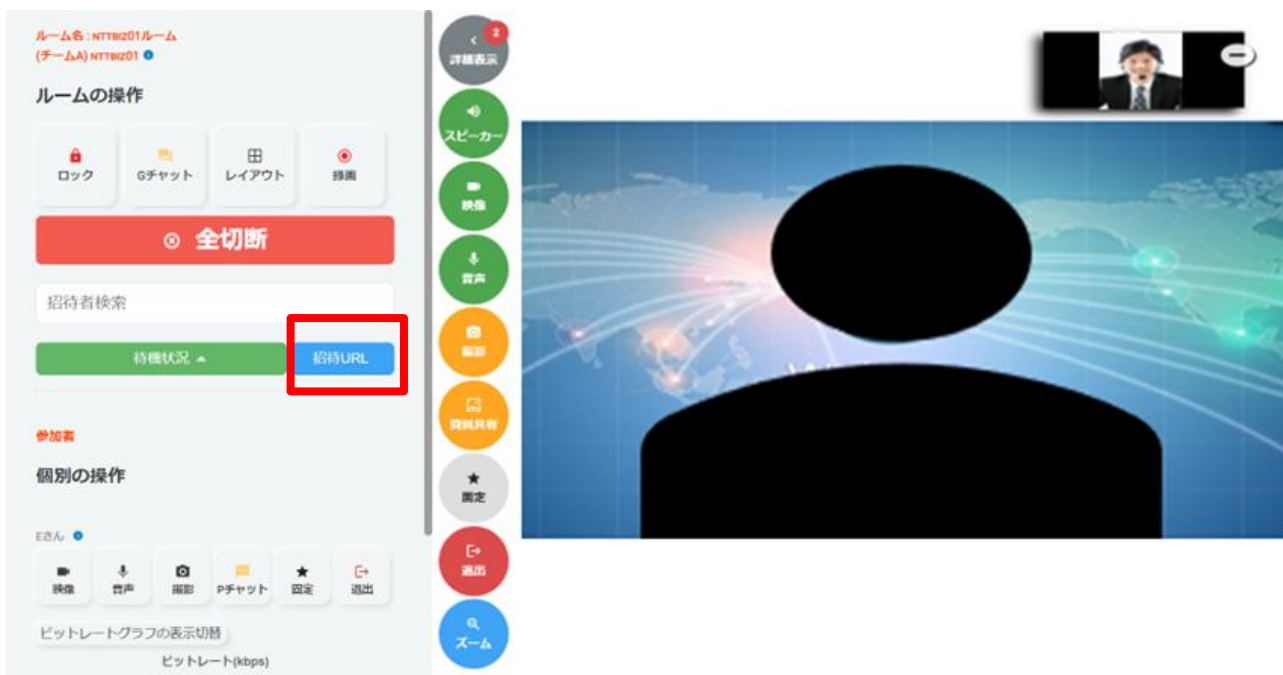 ルーム名 : NTTBIZ01ルーム
(チームA) NTTBIZ01
ルームの操作
ロック
Gチャット
レイアウト
録画
全切断
招待者検索
待機状況
招待URL
参加者
個別の操作
Eさん
映像
音声
撮影
Pチャット
固定
退出
ビットレートグラフの表示切替
ビットレート(kbps)
2
詳細表示
スピーカー
映像
音声
撮影
資料共有
固定
退出
ズーム